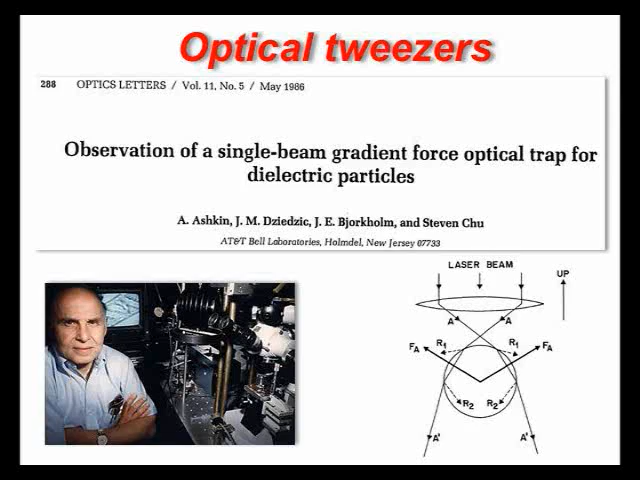 Optical tweezers
288 OPTICS LETTERS / Vol. 11, No. 5 / May 1986
Observation of a single-beam gradient force optical trap for
dielectric particles
A. Ashkin, J. M. Dziedzic, J. E. Bjorkholm, and Steven Chu
AT&T Bell Laboratories, Holmdel, New Jersey 07733
LASER BEAM
UP
A A
FA R1 R1 FA
R2 R2
A' A'